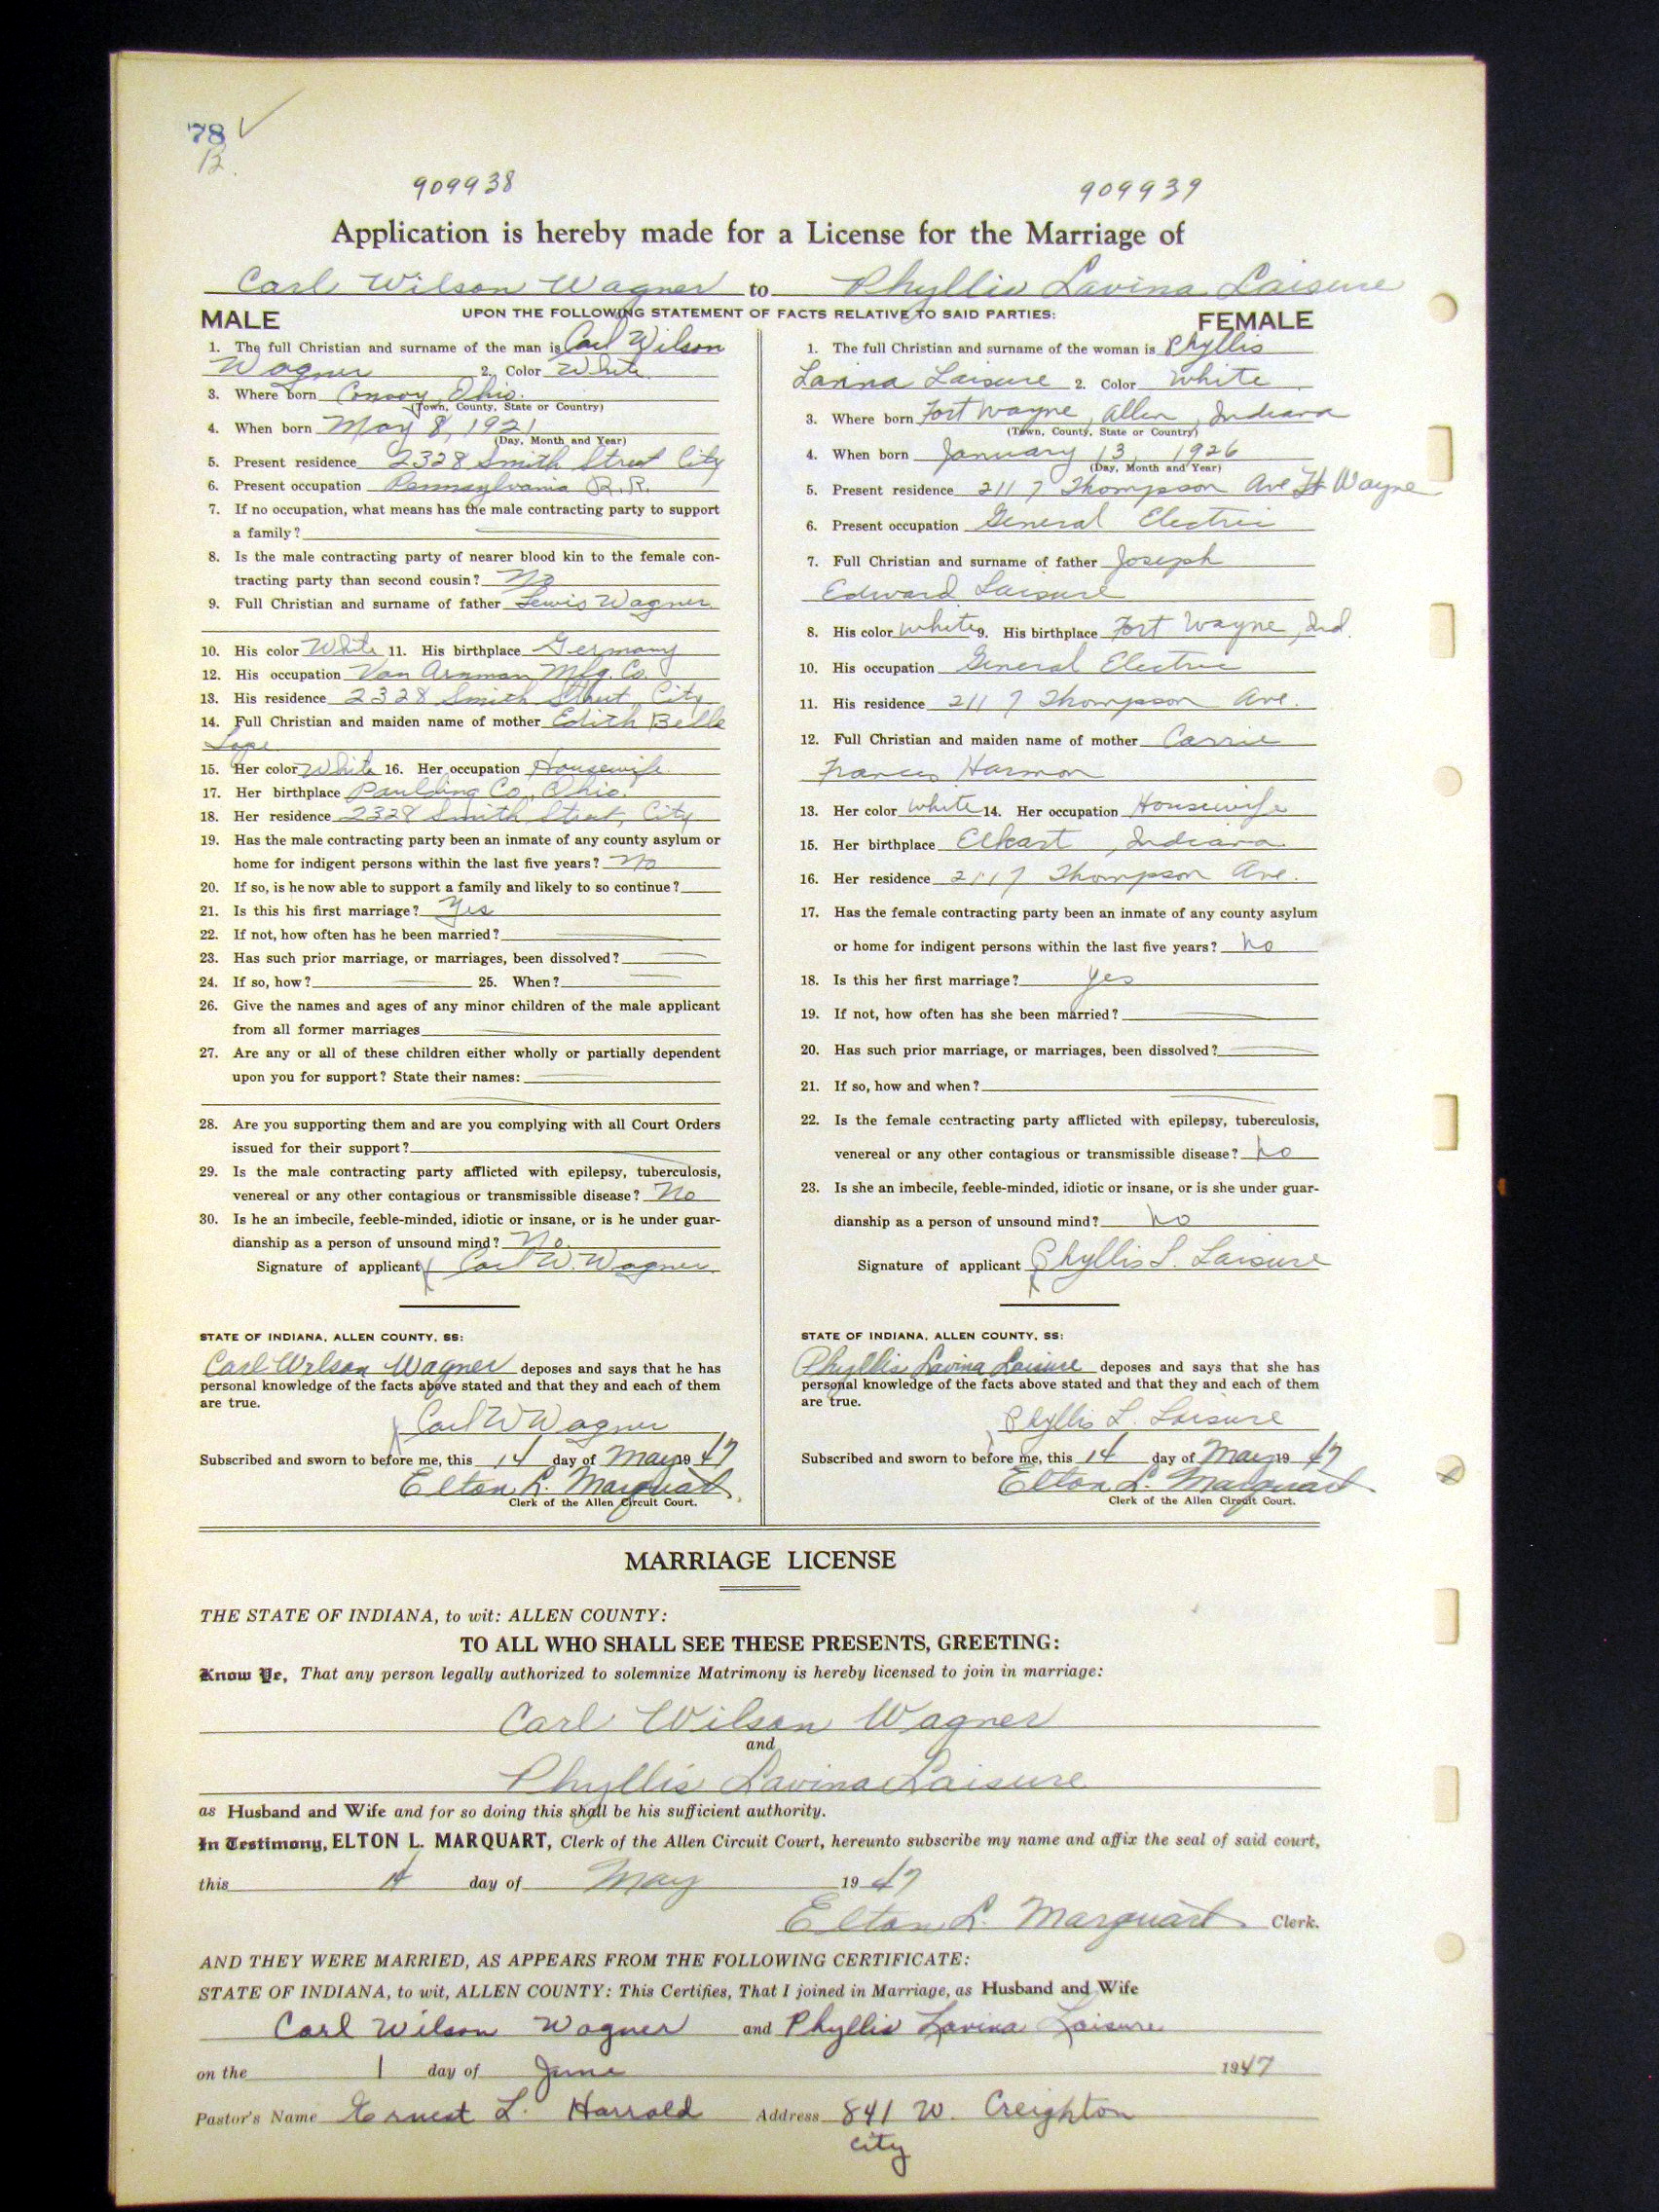 78 ✓
B.
909938 909939
Application is hereby made for a License for the Marriage of
Carl Wilson Wagner to Phyllis Lavina Laisure
UPON THE FOLLOWING STATEMENT OF FACTS RELATIVE TO SAID PARTIES:
MALE
1. The full Christian and surname of the man is Carl Wilson
Wagner 2. Color White
3. Where born Convoy, Ohio.
(Town, County, State or Country)
4. When born May 8, 1921
(Day, Month and Year)
5. Present residence 2328 Smith Street City
6. Present occupation Pennsylvania R.R.
7. If no occupation, what means has the male contracting party to support
a family?
8. Is the male contracting party of nearer blood kin to the female con-
tracting party than second cousin? No
9. Full Christian and surname of father Lewis Wagner
10. His color White 11. His birthplace Germany
12. His occupation Van Arnman Mfg. Co.
13. His residence 2328 Smith Street City
14. Full Christian and maiden name of mother Edith Belle
15. Her color White 16. Her occupation Housewife
17. Her birthplace Paulding Co., Ohio.
18. Her residence 2328 Smith Street, City
19. Has the male contracting party been an inmate of any county asylum or
home for indigent persons within the last five years? No
20. If so, is he now able to support a family and likely to so continue?
21. Is this his first marriage? Yes
22. If not, how often has he been married?
23. Has such prior marriage, or marriages, been dissolved?
24. If so, how? 25. When?
26. Give the names and ages of any minor children of the male applicant
from all former marriages
27. Are any or all of these children either wholly or partially dependent
upon you for support? State their names:
28. Are you supporting them and are you complying with all Court Orders
issued for their support?
29. Is the male contracting party afflicted with epilepsy, tuberculosis,
venereal or any other contagious or transmissible disease? No
30. Is he an imbecile, feeble-minded, idiotic or insane, or is he under guar-
dianship as a person of unsound mind? No.
Signature of applicant Carl W. Wagner
STATE OF INDIANA, ALLEN COUNTY, SS:
Carl Wilson Wagner deposes and says that he has
personal knowledge of the facts above stated and that they and each of them
are true.
Carl W Wagner
Subscribed and sworn to before me, this 14 day of May 19 47
Elton L. Marquart
Clerk of the Allen Circuit Court.
FEMALE
1. The full Christian and surname of the woman is Phyllis
Lavina Laisure 2. Color White
3. Where born Fort Wayne, Allen, Indiana
(Town, County, State or Country)
4. When born January 13, 1926
(Day, Month and Year)
5. Present residence 2117 Thompson Ave Ft Wayne
6. Present occupation General Electric
7. Full Christian and surname of father Joseph
Edward Laisure
8. His color white 9. His birthplace Fort Wayne, Ind.
10. His occupation General Electric
11. His residence 2117 Thompson Ave.
12. Full Christian and maiden name of mother Carrie
Frances Harmon
13. Her color White 14. Her occupation Housewife
15. Her birthplace Elkart, Indiana
16. Her residence 2117 Thompson Ave.
17. Has the female contracting party been an inmate of any county asylum
or home for indigent persons within the last five years? no
18. Is this her first marriage? yes
19. If not, how often has she been married?
20. Has such prior marriage, or marriages, been dissolved?
21. If so, how and when?
22. Is the female contracting party afflicted with epilepsy, tuberculosis,
venereal or any other contagious or transmissible disease? no
23. Is she an imbecile, feeble-minded, idiotic or insane, or is she under guar-
dianship as a person of unsound mind? no
Signature of applicant Phyllis L. Laisure
STATE OF INDIANA, ALLEN COUNTY, SS:
Phyllis Lavina Laisure deposes and says that she has
personal knowledge of the facts above stated and that they and each of them
are true.
Phyllis L. Laisure
Subscribed and sworn to before me, this 14 day of May 19 47
Elton L. Marquart
Clerk of the Allen Circuit Court.
MARRIAGE LICENSE
THE STATE OF INDIANA, to wit: ALLEN COUNTY:
TO ALL WHO SHALL SEE THESE PRESENTS, GREETING:
Know Ye, That any person legally authorized to solemnize Matrimony is hereby licensed to join in marriage:
Carl Wilson Wagner
and
Phyllis Lavina Laisure
as Husband and Wife and for so doing this shall be his sufficient authority.
In Testimony, ELTON L. MARQUART, Clerk of the Allen Circuit Court, hereunto subscribe my name and affix the seal of said court,
this 14 day of May 19 47
Elton L. Marquart Clerk.
AND THEY WERE MARRIED, AS APPEARS FROM THE FOLLOWING CERTIFICATE:
STATE OF INDIANA, to wit, ALLEN COUNTY: This Certifies, That I joined in Marriage, as Husband and Wife
Carl Wilson Wagner and Phyllis Lavina Laisure
on the 1 day of June 1947
Pastor's Name Ernest L. Harrold Address 841 W. Creighton
city